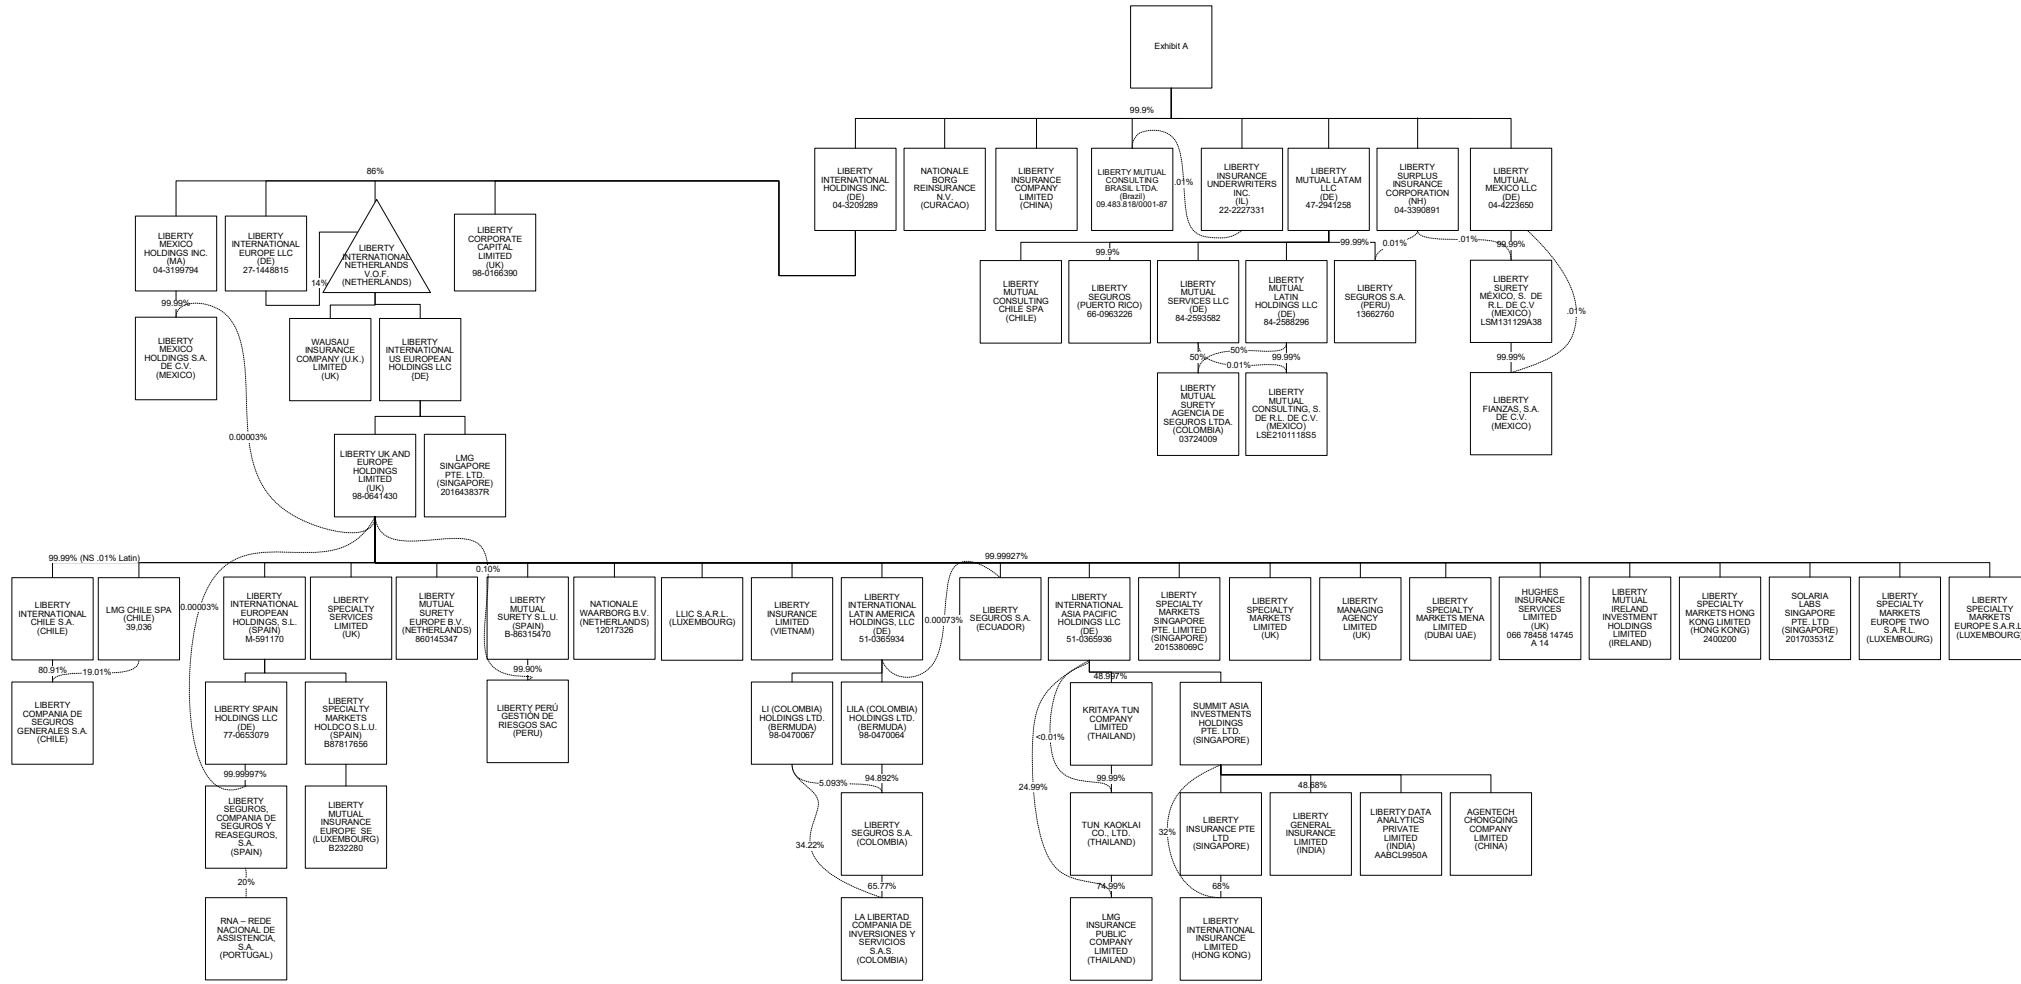 Exhibit A
99.9%
LIBERTY
INTERNATIONAL
HOLDINGS INC.
(DE)
04-3209289
NATIONALE
BORG
REINSURANCE
N.V.
(CURACAO)
LIBERTY
INSURANCE
COMPANY
LIMITED
(CHINA)
LIBERTY MUTUAL
CONSULTING
BRASIL LTDA.
(Brazil)
09.483.818/0001-87
.01%
LIBERTY
INSURANCE
UNDERWRITERS
INC.
(IL)
22-2227331
LIBERTY
MUTUAL LATAM
LLC
(DE)
47-2941258
LIBERTY
SURPLUS
INSURANCE
CORPORATION
(NH)
04-3390891
LIBERTY
MUTUAL
MEXICO LLC
(DE)
04-4223650
86%
LIBERTY
MEXICO
HOLDINGS INC.
(MA)
04-3199794
LIBERTY
INTERNATIONAL
EUROPE LLC
(DE)
27-1448815
14%
LIBERTY
INTERNATIONAL
NETHERLANDS
V.O.F.
(NETHERLANDS)
LIBERTY
CORPORATE
CAPITAL
LIMITED
(UK)
98-0166390
99.9%
99.99%
0.01%
.01%
99.99%
LIBERTY
MUTUAL
CONSULTING
CHILE SPA
(CHILE)
LIBERTY
SEGUROS
(PUERTO RICO)
66-0963226
LIBERTY
MUTUAL
SERVICES LLC
(DE)
84-2593582
LIBERTY
MUTUAL
LATIN
HOLDINGS LLC
(DE)
84-2588296
LIBERTY
SEGUROS S.A.
(PERU)
13662760
LIBERTY
SURETY
MÉXICO, S. DE
R.L. DE C.V
(MEXICO)
LSM131129A38
.01%
99.99%
LIBERTY
MEXICO
HOLDINGS S.A.
DE C.V.
(MEXICO)
WAUSAU
INSURANCE
COMPANY (U.K.)
LIMITED
(UK)
LIBERTY
INTERNATIONAL
US EUROPEAN
HOLDINGS LLC
{DE}
50%
50%
99.99%
0.01%
99.99%
LIBERTY
MUTUAL
SURETY
AGENCIA DE
SEGUROS LTDA.
(COLOMBIA)
03724009
LIBERTY
MUTUAL
CONSULTING, S.
DE R.L. DE C.V.
(MEXICO)
LSE2101118S5
LIBERTY
FIANZAS, S.A.
DE C.V.
(MEXICO)
0.00003%
LIBERTY UK AND
EUROPE
HOLDINGS
LIMITED
(UK)
98-0641430
LMG
SINGAPORE
PTE. LTD.
(SINGAPORE)
201643837R
99.99% (NS .01% Latin)
0.10%
99.99927%
LIBERTY
INTERNATIONAL
CHILE S.A.
(CHILE)
LMG CHILE SPA
(CHILE)
39,036
0.00003%
LIBERTY
INTERNATIONAL
EUROPEAN
HOLDINGS, S.L.
(SPAIN)
M-591170
LIBERTY
SPECIALTY
SERVICES
LIMITED
(UK)
LIBERTY
MUTUAL
SURETY
EUROPE B.V.
(NETHERLANDS)
860145347
LIBERTY
MUTUAL
SURETY S.L.U.
(SPAIN)
B-86315470
NATIONALE
WAARBORG B.V.
(NETHERLANDS)
12017326
LLIC S.A.R.L.
(LUXEMBOURG)
LIBERTY
INSURANCE
LIMITED
(VIETNAM)
LIBERTY
INTERNATIONAL
LATIN AMERICA
HOLDINGS, LLC
(DE)
51-0365934
0.00073%
LIBERTY
SEGUROS S.A.
(ECUADOR)
LIBERTY
INTERNATIONAL
ASIA PACIFIC
HOLDINGS LLC
(DE)
51-0365936
LIBERTY
SPECIALTY
MARKETS
SINGAPORE
PTE. LIMITED
(SINGAPORE)
201538069C
LIBERTY
SPECIALTY
MARKETS
LIMITED
(UK)
LIBERTY
MANAGING
AGENCY
LIMITED
(UK)
LIBERTY
SPECIALTY
MARKETS MENA
LIMITED
(DUBAI UAE)
HUGHES
INSURANCE
SERVICES
LIMITED
(UK)
066 78458 14745
A 14
LIBERTY
MUTUAL
IRELAND
INVESTMENT
HOLDINGS
LIMITED
(IRELAND)
LIBERTY
SPECIALTY
MARKETS HONG
KONG LIMITED
(HONG KONG)
2400200
SOLARIA
LABS
SINGAPORE
PTE. LTD
(SINGAPORE)
201703531Z
LIBERTY
SPECIALTY
MARKETS
EUROPE TWO
S.A.R.L.
(LUXEMBOURG)
LIBERTY
SPECIALTY
MARKETS
EUROPE S.A.R.L.
(LUXEMBOURG)
80.91%
19.01%
99.90%
48.997%
LIBERTY
COMPANIA DE
SEGUROS
GENERALES S.A.
(CHILE)
LIBERTY SPAIN
HOLDINGS LLC
(DE)
77-0653079
LIBERTY
SPECIALTY
MARKETS
HOLDCO S.L.U.
(SPAIN)
B87817656
LIBERTY PERÚ
GESTIÓN DE
RIESGOS SAC
(PERU)
LI (COLOMBIA)
HOLDINGS LTD.
(BERMUDA)
98-0470067
LILA (COLOMBIA)
HOLDINGS LTD.
(BERMUDA)
98-0470064
<0.01%
KRITAYA TUN
COMPANY
LIMITED
(THAILAND)
SUMMIT ASIA
INVESTMENTS
HOLDINGS
PTE. LTD.
(SINGAPORE)
99.99997%
5.093%
94.892%
24.99%
99.99%
48.68%
LIBERTY
SEGUROS,
COMPANIA DE
SEGUROS Y
REASEGUROS,
S.A.
(SPAIN)
LIBERTY
MUTUAL
INSURANCE
EUROPE SE
(LUXEMBOURG)
B232280
34.22%
LIBERTY
SEGUROS S.A.
(COLOMBIA)
TUN KAOKLAI
CO., LTD.
(THAILAND)
32%
LIBERTY
INSURANCE PTE
LTD
(SINGAPORE)
LIBERTY
GENERAL
INSURANCE
LIMITED
(INDIA)
LIBERTY DATA
ANALYTICS
PRIVATE
LIMITED
(INDIA)
AABCL9950A
AGENTECH
CHONGQING
COMPANY
LIMITED
(CHINA)
20%
65.77%
74.99%
68%
RNA – REDE
NACIONAL DE
ASSISTENCIA,
S.A.
(PORTUGAL)
LA LIBERTAD
COMPANIA DE
INVERSIONES Y
SERVICIOS
S.A.S.
(COLOMBIA)
LMG
INSURANCE
PUBLIC
COMPANY
LIMITED
(THAILAND)
LIBERTY
INTERNATIONAL
INSURANCE
LIMITED
(HONG KONG)